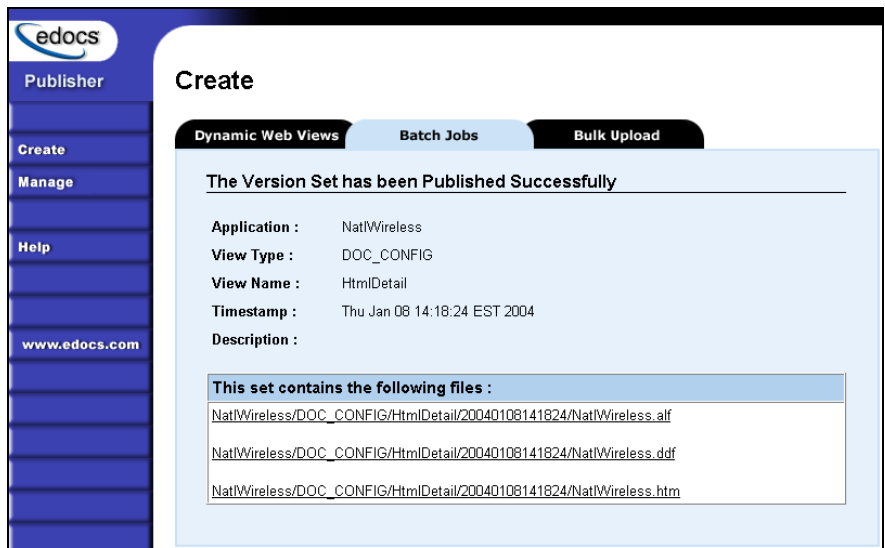 edocs
Publisher
Create
Manage
Help
www.edocs.com
Create
Dynamic Web Views Batch Jobs Bulk Upload
The Version Set has been Published Successfully
Application : NatlWireless
View Type : DOC_CONFIG
View Name : HtmlDetail
Timestamp : Thu Jan 08 14:18:24 EST 2004
Description :
This set contains the following files :
NatlWireless/DOC_CONFIG/HtmlDetail/20040108141824/NatlWireless.alf
NatlWireless/DOC_CONFIG/HtmlDetail/20040108141824/NatlWireless.ddf
NatlWireless/DOC_CONFIG/HtmlDetail/20040108141824/NatlWireless.htm